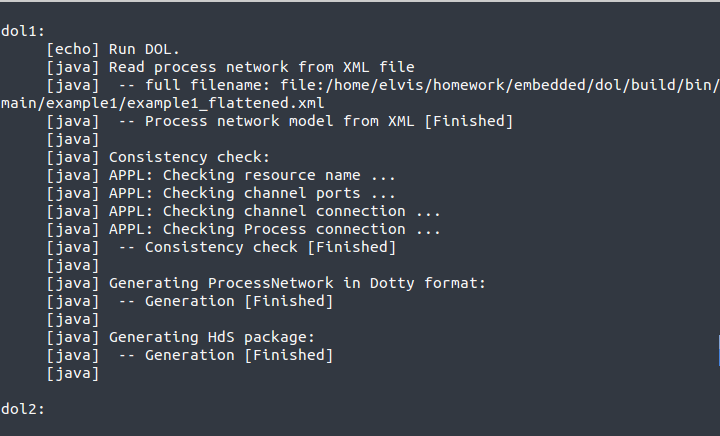 dol1:
[echo] Run DOL.
[java] Read process network from XML file
[java]  -- full filename: file:/home/elvis/homework/embedded/dol/build/bin/
main/example1/example1_flattened.xml
[java]  -- Process network model from XML [Finished]
[java]
[java] Consistency check:
[java] APPL: Checking resource name ...
[java] APPL: Checking channel ports ...
[java] APPL: Checking channel connection ...
[java] APPL: Checking Process connection ...
[java]  -- Consistency check [Finished]
[java]
[java] Generating ProcessNetwork in Dotty format:
[java]  -- Generation [Finished]
[java]
[java] Generating HdS package:
[java]  -- Generation [Finished]
[java]
dol2: